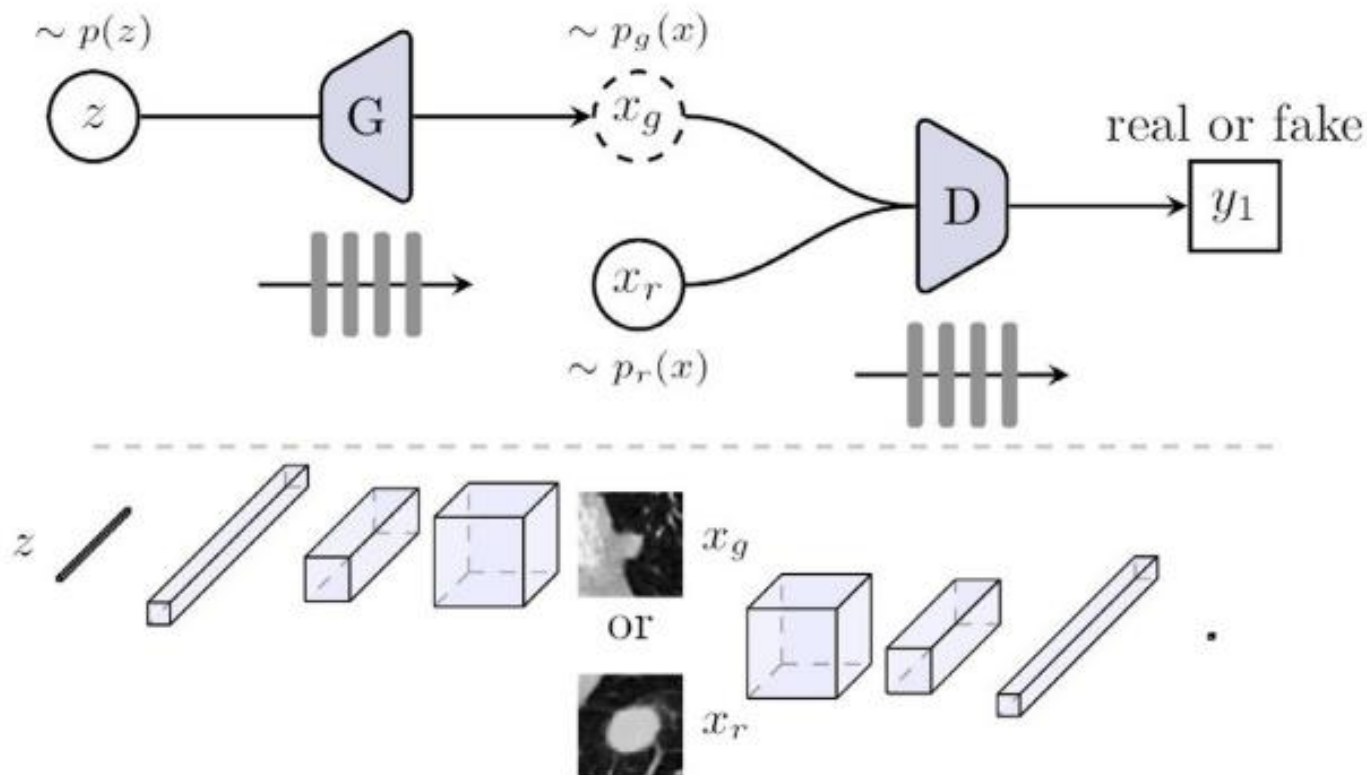 ∼ p(z)
∼ p_g(x)
z
G
x_g
real or fake
D
y_1
x_r
∼ p_r(x)
z
x_g
or
x_r